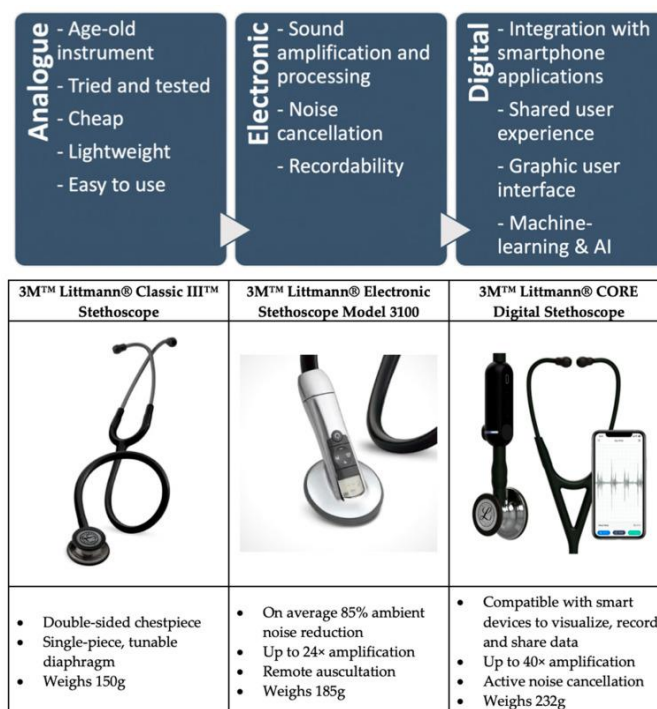 Analogue
- Age-old
instrument
- Tried and tested
- Cheap
- Lightweight
- Easy to use
Electronic
- Sound
amplification and
processing
- Noise
cancellation
- Recordability
Digital
- Integration with
smartphone
applications
- Shared user
experience
- Graphic user
interface
- Machine-
learning & AI
3M™ Littmann® Classic III™
Stethoscope
3M™ Littmann® Electronic
Stethoscope Model 3100
3M™ Littmann® CORE
Digital Stethoscope
• Double-sided chestpiece
• Single-piece, tunable
diaphragm
• Weighs 150g
• On average 85% ambient
noise reduction
• Up to 24× amplification
• Remote auscultation
• Weighs 185g
• Compatible with smart
devices to visualize, record
and share data
• Up to 40× amplification
• Active noise cancellation
• Weighs 232g